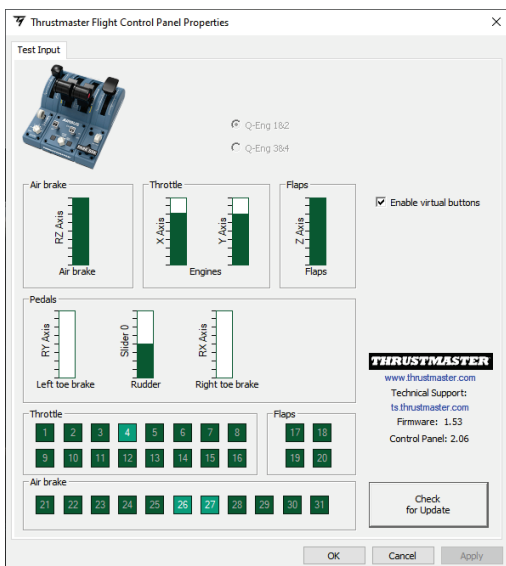 Thrustmaster Flight Control Panel Properties
Test Input
Q-Eng 1&2
Q-Eng 3&4
Air brake
RZ Axis
Air brake
Throttle
X Axis
Y Axis
Engines
Flaps
Z Axis
Flaps
Enable virtual buttons
Pedals
RY Axis
Left toe brake
Slider 0
Rudder
RX Axis
Right toe brake
THRUSTMASTER
www.thrustmaster.com
Technical Support:
ts.thrustmaster.com
Firmware: 1.53
Control Panel: 2.06
Throttle
1 2 3 4 5 6 7 8
9 10 11 12 13 14 15 16
Flaps
17 18
19 20
Air brake
21 22 23 24 25 26 27 28 29 30 31
Check
for Update
OK Cancel Apply